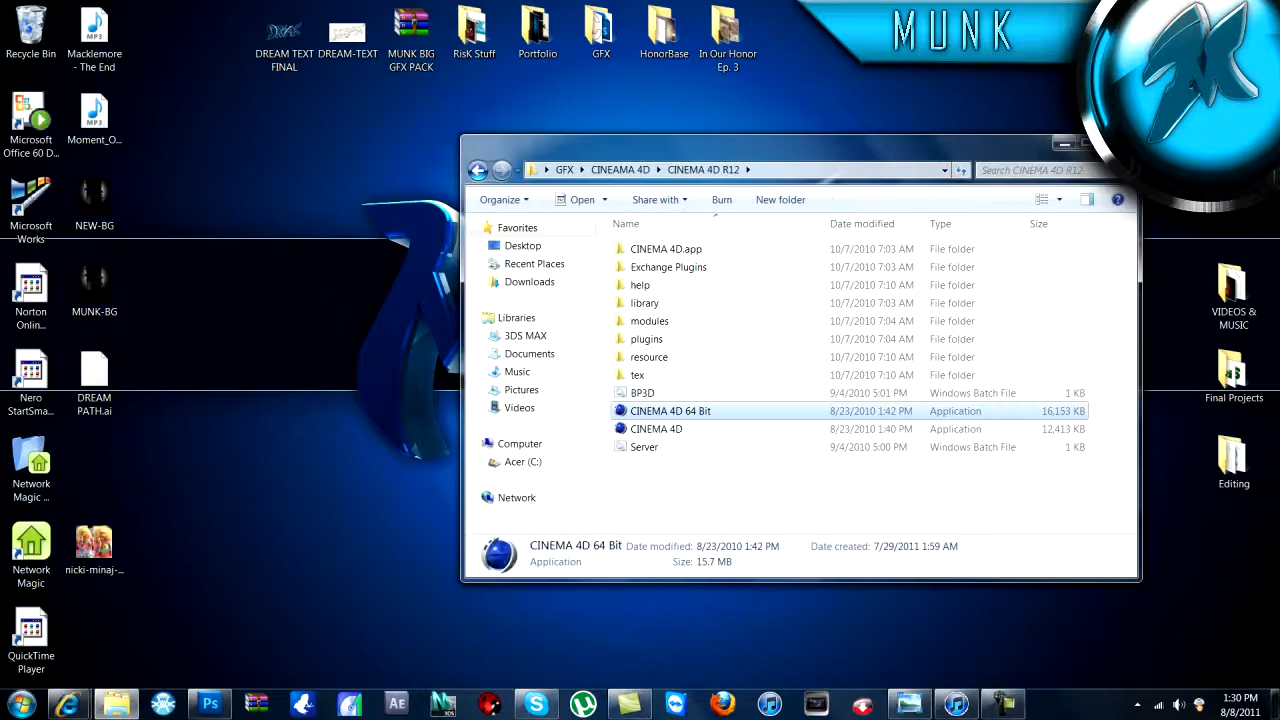 MUNK
Recycle Bin
Macklemore
- The End
DREAM TEXT
FINAL
DREAM-TEXT
MUNK BIG
GFX PACK
RisK Stuff
Portfolio
GFX
HonorBase
In Our Honor
Ep. 3
Microsoft
Office 60 D...
Moment_O...
Microsoft
Works
NEW-BG
Norton
Onlin...
MUNK-BG
Nero
StartSma...
DREAM
PATH.ai
Network
Magic ...
Network
Magic
nicki-minaj-...
QuickTime
Player
VIDEOS &
MUSIC
Final Projects
Editing
GFX CINEAMA 4D CINEMA 4D R12
Search CINEMA 4D R12
Organize Open Share with Burn New folder
Name Date modified Type Size
Favorites
Desktop
Recent Places
Downloads
Libraries
3DS MAX
Documents
Music
Pictures
Videos
Computer
Acer (C:)
Network
CINEMA 4D.app 10/7/2010 7:03 AM File folder
Exchange Plugins 10/7/2010 7:03 AM File folder
help 10/7/2010 7:10 AM File folder
library 10/7/2010 7:03 AM File folder
modules 10/7/2010 7:04 AM File folder
plugins 10/7/2010 7:04 AM File folder
resource 10/7/2010 7:10 AM File folder
tex 10/7/2010 7:10 AM File folder
BP3D 9/4/2010 5:01 PM Windows Batch File 1 KB
CINEMA 4D 64 Bit 8/23/2010 1:42 PM Application 16,153 KB
CINEMA 4D 8/23/2010 1:40 PM Application 12,413 KB
Server 9/4/2010 5:00 PM Windows Batch File 1 KB
CINEMA 4D 64 Bit Date modified: 8/23/2010 1:42 PM Date created: 7/29/2011 1:59 AM
Application Size: 15.7 MB
Ps
Ae
1:30 PM
8/8/2011